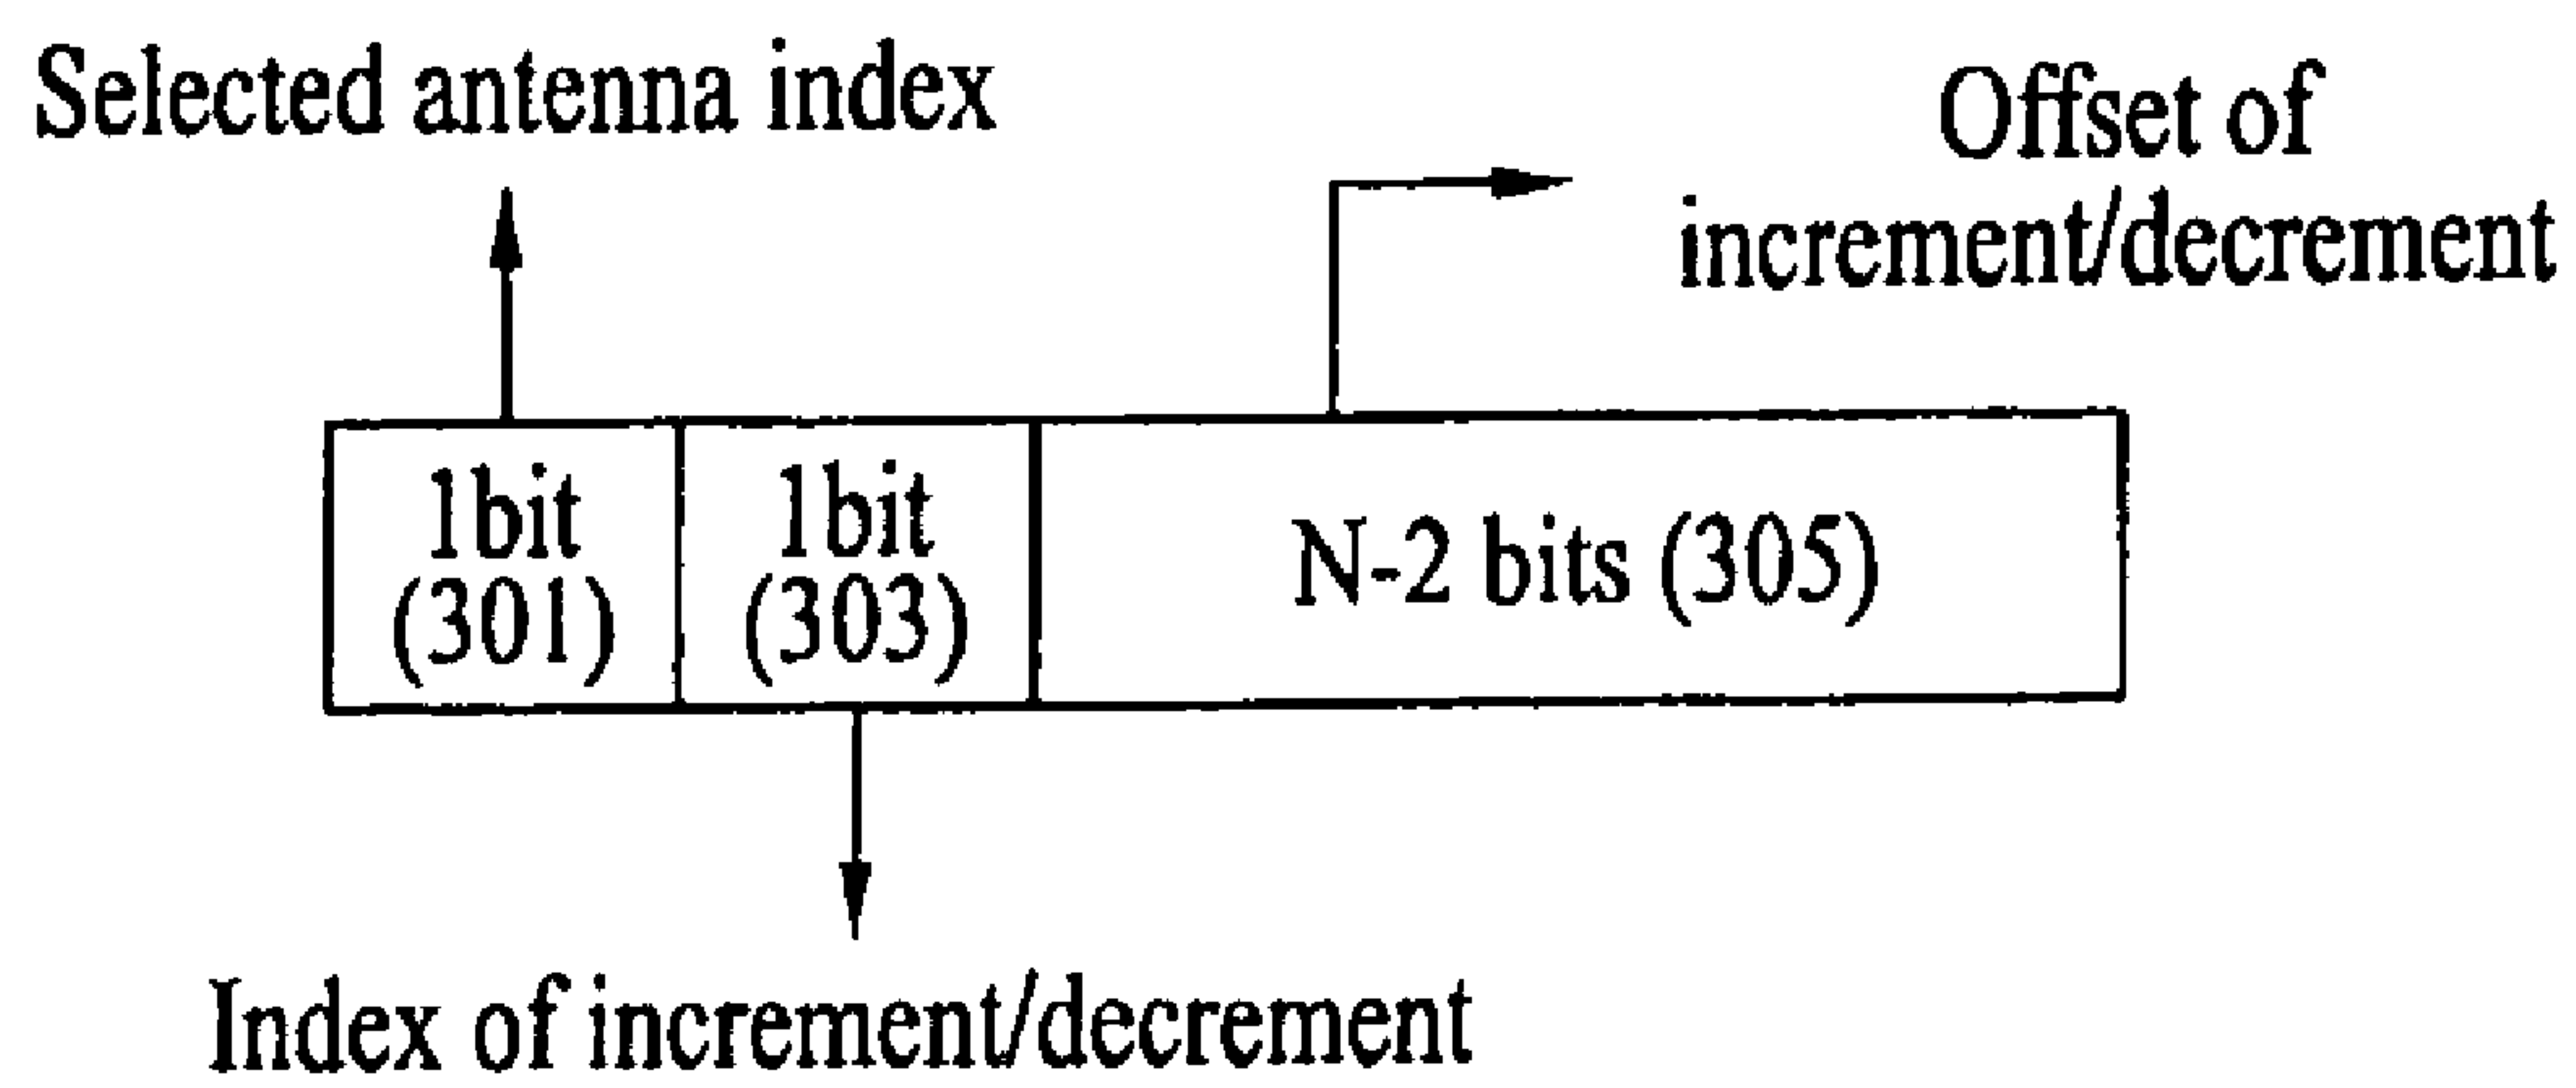 Selected antenna index
Offset of
increment/decrement
1bit
(301)
1bit
(303)
N-2 bits (305)
Index of increment/decrement